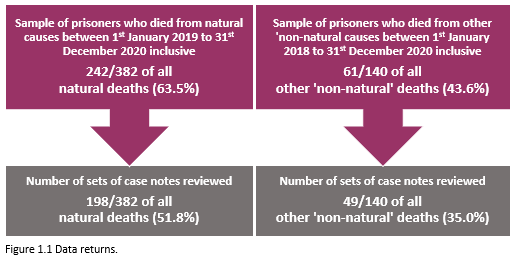 Sample of prisoners who died from natural
causes between 1st January 2019 to 31st
December 2020 inclusive
242/382 of all
natural deaths (63.5%)
Sample of prisoners who died from other
'non-natural' causes between 1st January
2018 to 31st December 2020 inclusive
61/140 of all
other 'non-natural' deaths (43.6%)
Number of sets of case notes reviewed
198/382 of all
natural deaths (51.8%)
Number of sets of case notes reviewed
49/140 of all
other 'non-natural' deaths (35.0%)
Figure 1.1 Data returns.